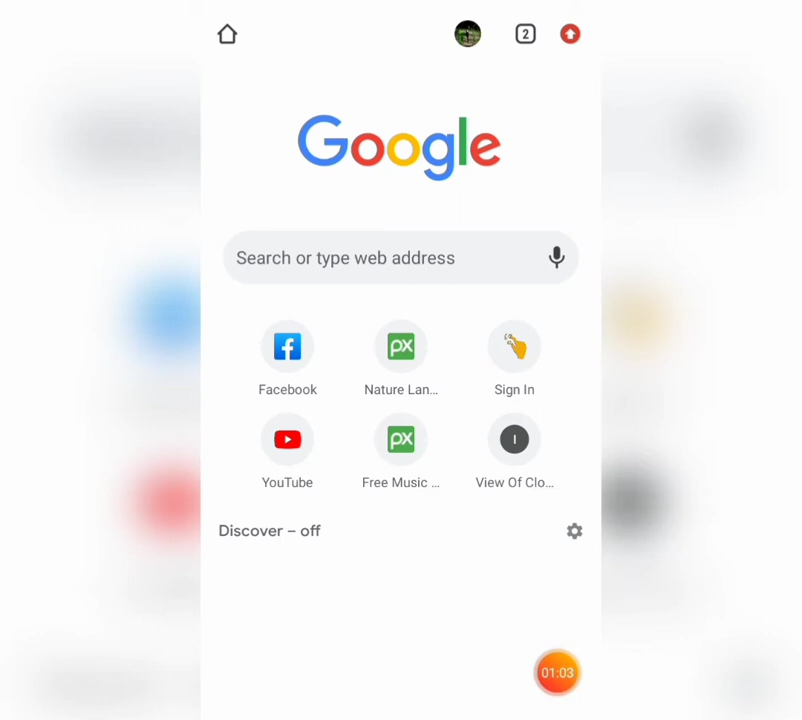 2
Google
Search or type web address
Facebook
Nature Lan...
Sign In
YouTube
Free Music ...
View Of Clo...
Discover – off
01:03